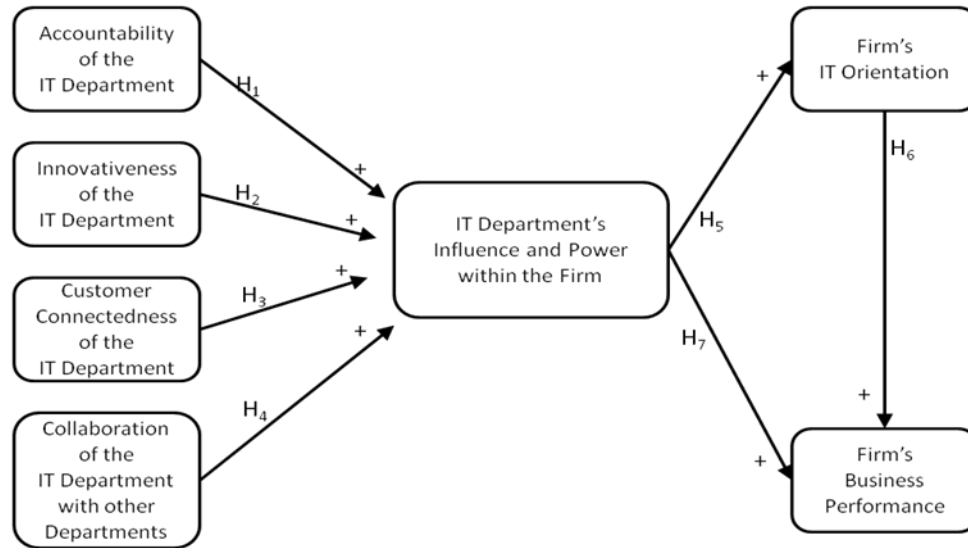 Accountability
of the
IT Department
H1
+
Innovativeness
of the
IT Department
H2
+
Customer
Connectedness
of the
IT Department
H3
+
Collaboration
of the
IT Department
with other
Departments
H4
+
IT Department’s
Influence and Power
within the Firm
H5
+
Firm’s
IT Orientation
H6
+
H7
+
Firm’s
Business
Performance